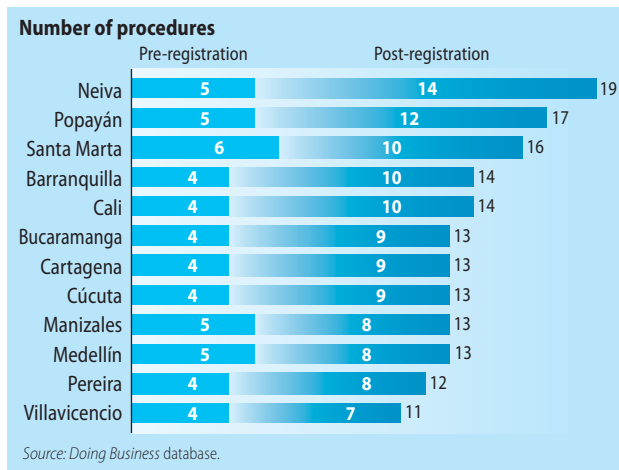 Number of procedures
Pre-registration Post-registration
Neiva 5 14 19
Popayán 5 12 17
Santa Marta 6 10 16
Barranquilla 4 10 14
Cali 4 10 14
Bucaramanga 4 9 13
Cartagena 4 9 13
Cúcuta 4 9 13
Manizales 5 8 13
Medellín 5 8 13
Pereira 4 8 12
Villavicencio 4 7 11
Source: Doing Business database.